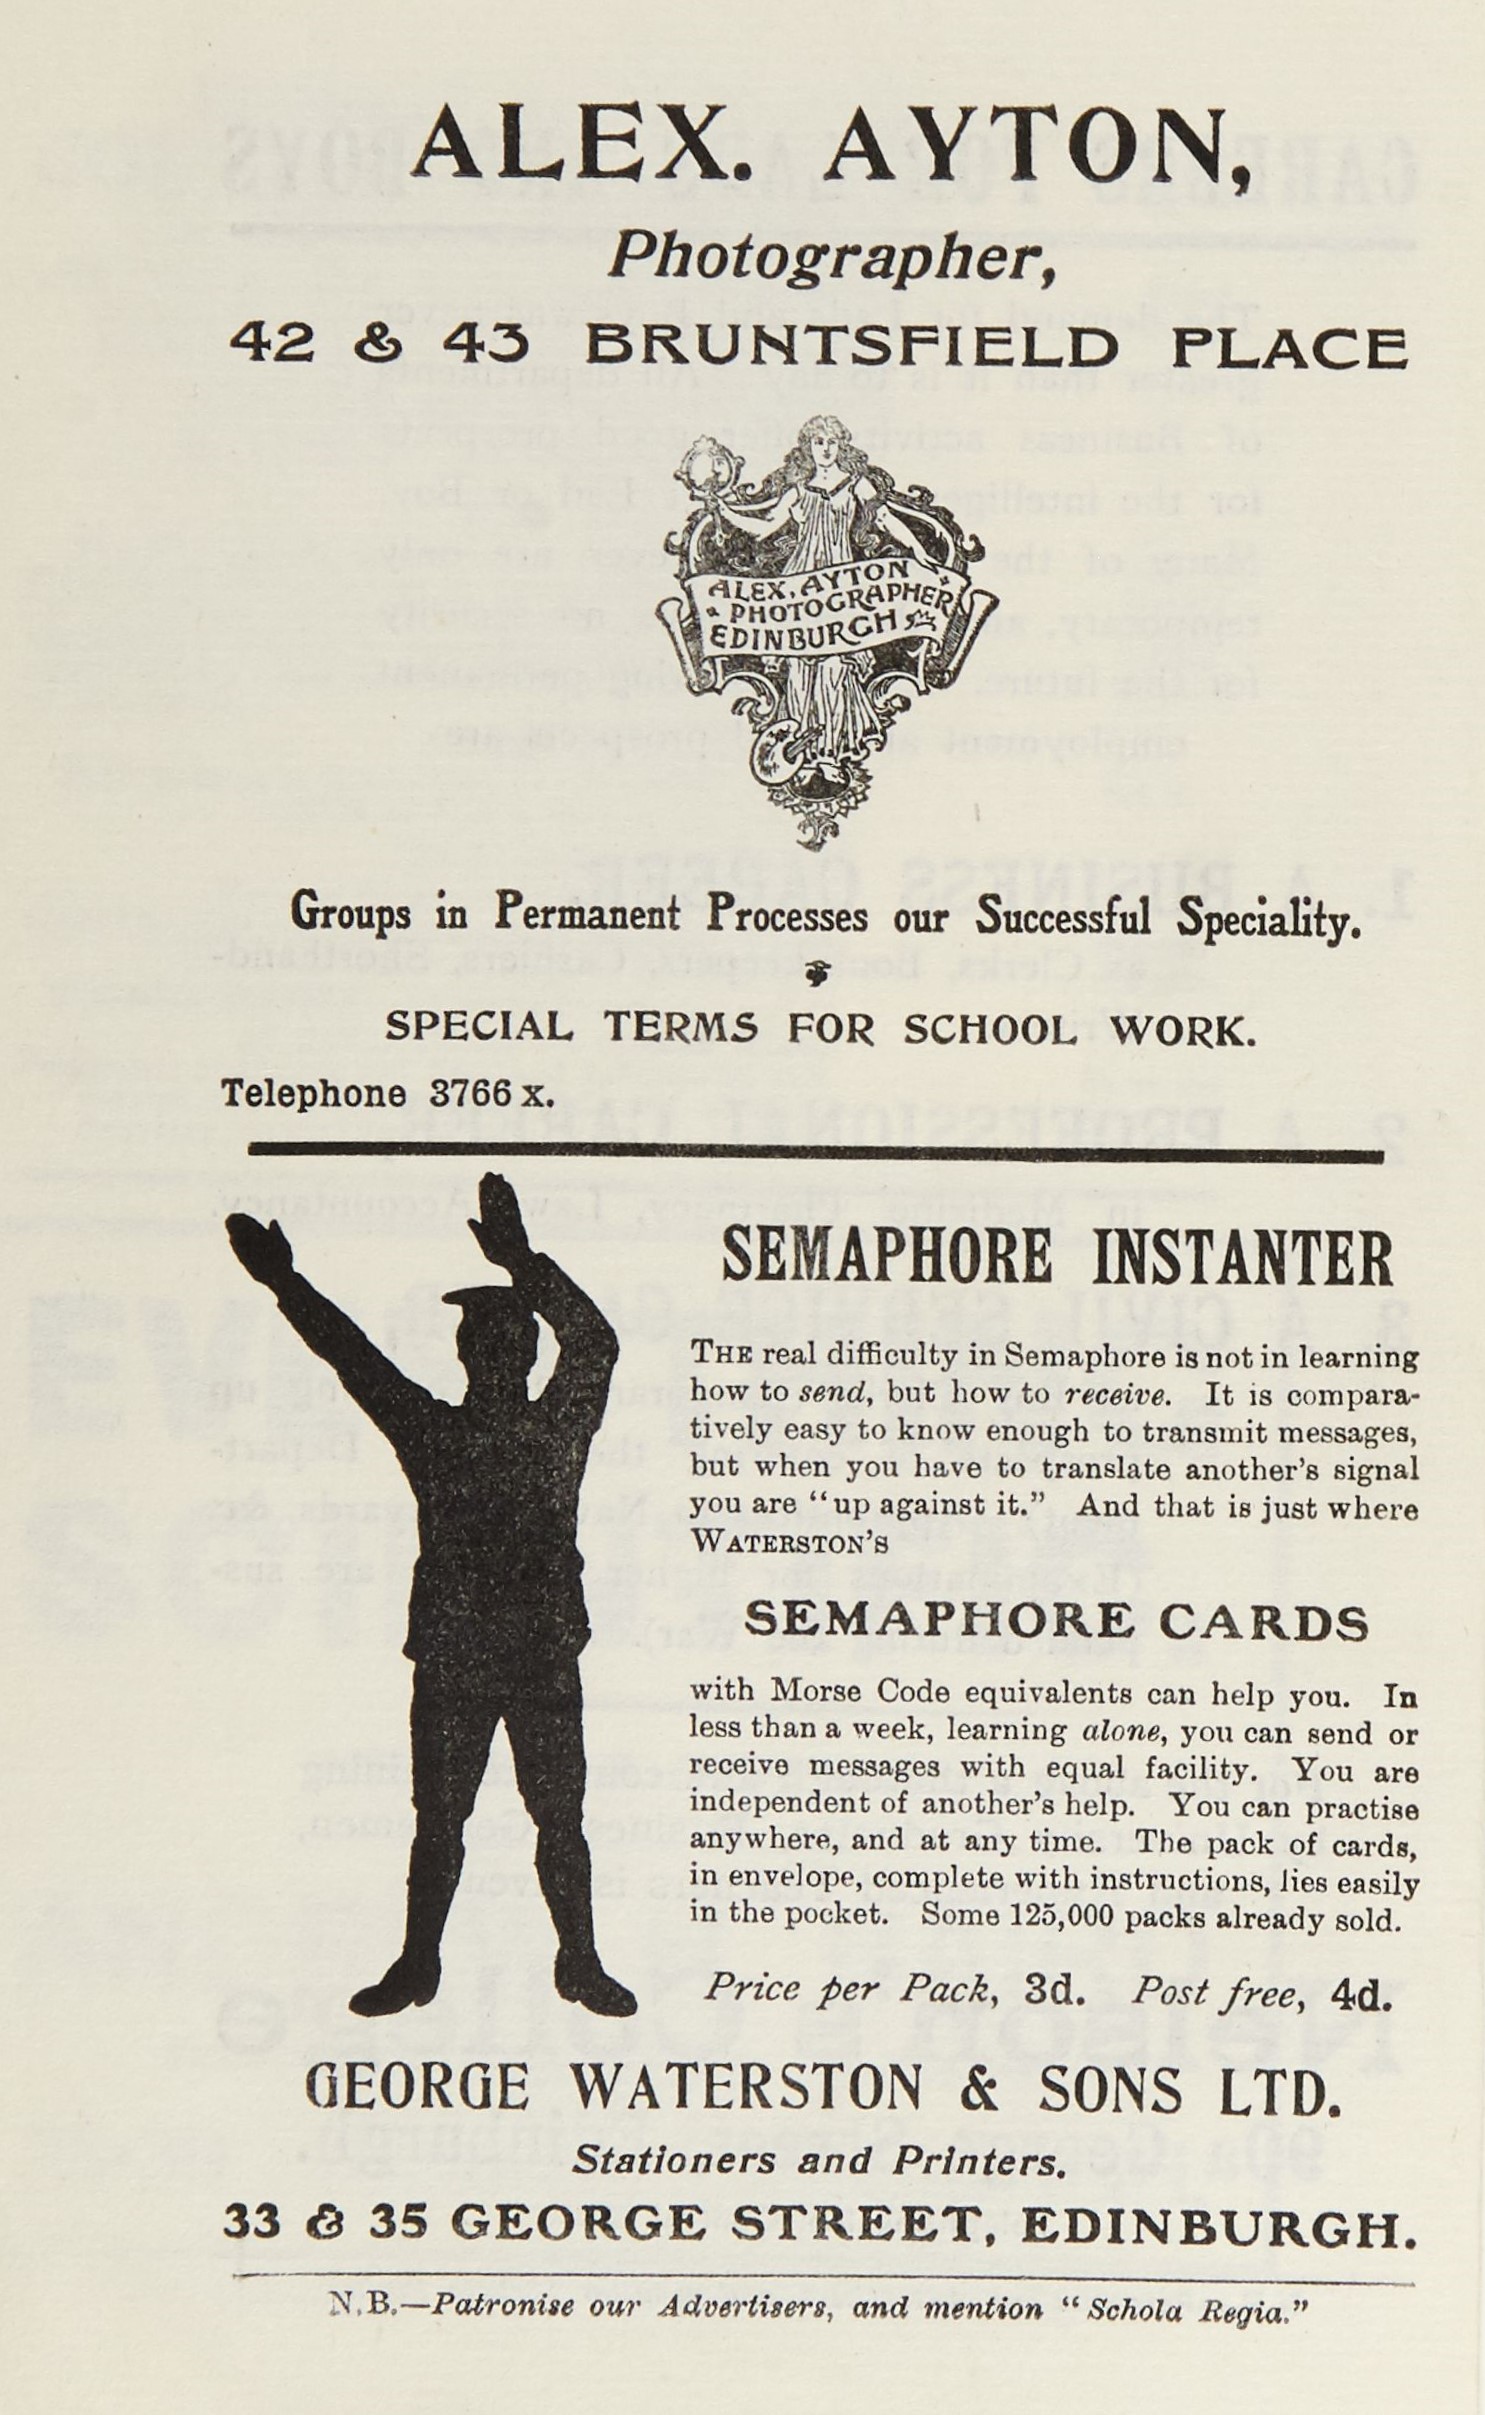 ALEX. AYTON,
Photographer,
42 & 43 BRUNTSFIELD PLACE
ALEX. AYTON
PHOTOGRAPHER
EDINBURGH
Groups in Permanent Processes our Successful Speciality.
SPECIAL TERMS FOR SCHOOL WORK.
Telephone 3766 x.
SEMAPHORE INSTANTER
THE real difficulty in Semaphore is not in learning
how to send, but how to receive. It is compara-
tively easy to know enough to transmit messages,
but when you have to translate another's signal
you are "up against it." And that is just where
WATERSTON'S
SEMAPHORE CARDS
with Morse Code equivalents can help you. In
less than a week, learning alone, you can send or
receive messages with equal facility. You are
independent of another's help. You can practise
anywhere, and at any time. The pack of cards,
in envelope, complete with instructions, lies easily
in the pocket. Some 125,000 packs already sold.
Price per Pack, 3d. Post free, 4d.
GEORGE WATERSTON & SONS LTD.
Stationers and Printers.
33 & 35 GEORGE STREET, EDINBURGH.
N.B.—Patronise our Advertisers, and mention "Schola Regia."